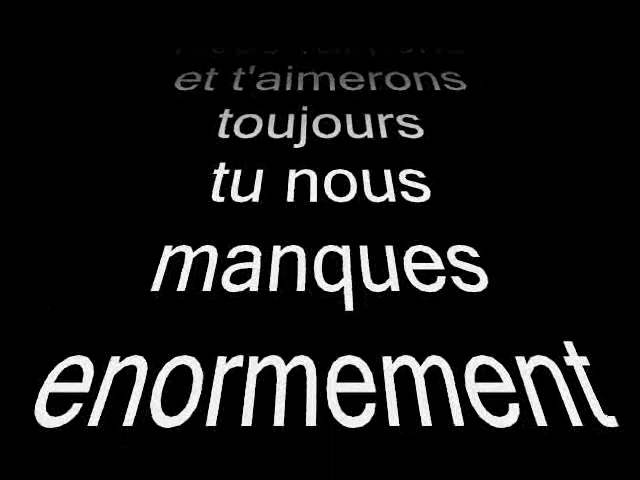 et t'aimerons
toujours
tu nous
manques
enormement